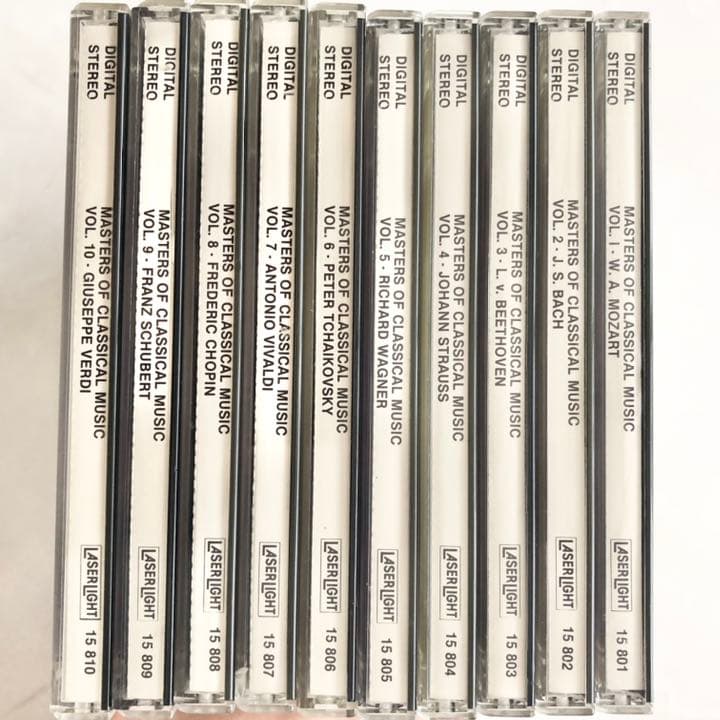 DIGITAL
STEREO
MASTERS OF CLASSICAL MUSIC
VOL. 10 · GIUSEPPE VERDI
LASERLIGHT
15 810
DIGITAL
STEREO
MASTERS OF CLASSICAL MUSIC
VOL. 9 · FRANZ SCHUBERT
LASERLIGHT
15 809
DIGITAL
STEREO
MASTERS OF CLASSICAL MUSIC
VOL. 8 · FREDERIC CHOPIN
LASERLIGHT
15 808
DIGITAL
STEREO
MASTERS OF CLASSICAL MUSIC
VOL. 7 · ANTONIO VIVALDI
LASERLIGHT
15 807
DIGITAL
STEREO
MASTERS OF CLASSICAL MUSIC
VOL. 6 · PETER TCHAIKOVSKY
LASERLIGHT
15 806
DIGITAL
STEREO
MASTERS OF CLASSICAL MUSIC
VOL. 5 · RICHARD WAGNER
LASERLIGHT
15 805
DIGITAL
STEREO
MASTERS OF CLASSICAL MUSIC
VOL. 4 · JOHANN STRAUSS
LASERLIGHT
15 804
DIGITAL
STEREO
MASTERS OF CLASSICAL MUSIC
VOL. 3 · L. v. BEETHOVEN
LASERLIGHT
15 803
DIGITAL
STEREO
MASTERS OF CLASSICAL MUSIC
VOL. 2 · J. S. BACH
LASERLIGHT
15 802
DIGITAL
STEREO
MASTERS OF CLASSICAL MUSIC
VOL. I · W. A. MOZART
LASERLIGHT
15 801